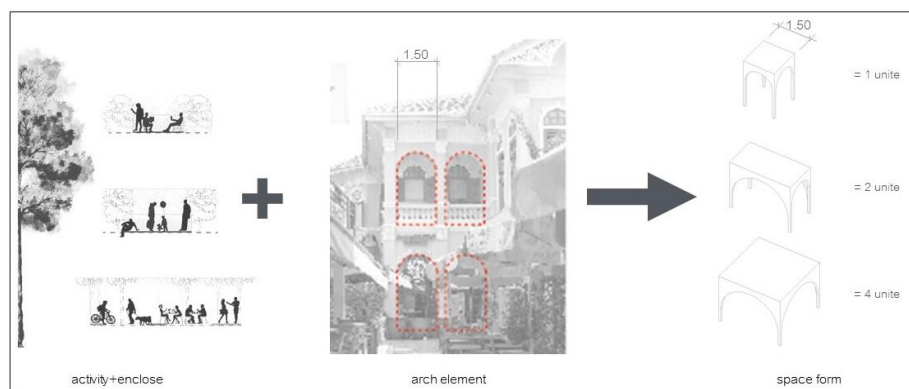 1.50
1.50
= 1 unite
= 2 unite
= 4 unite
activity+enclose
arch element
space form